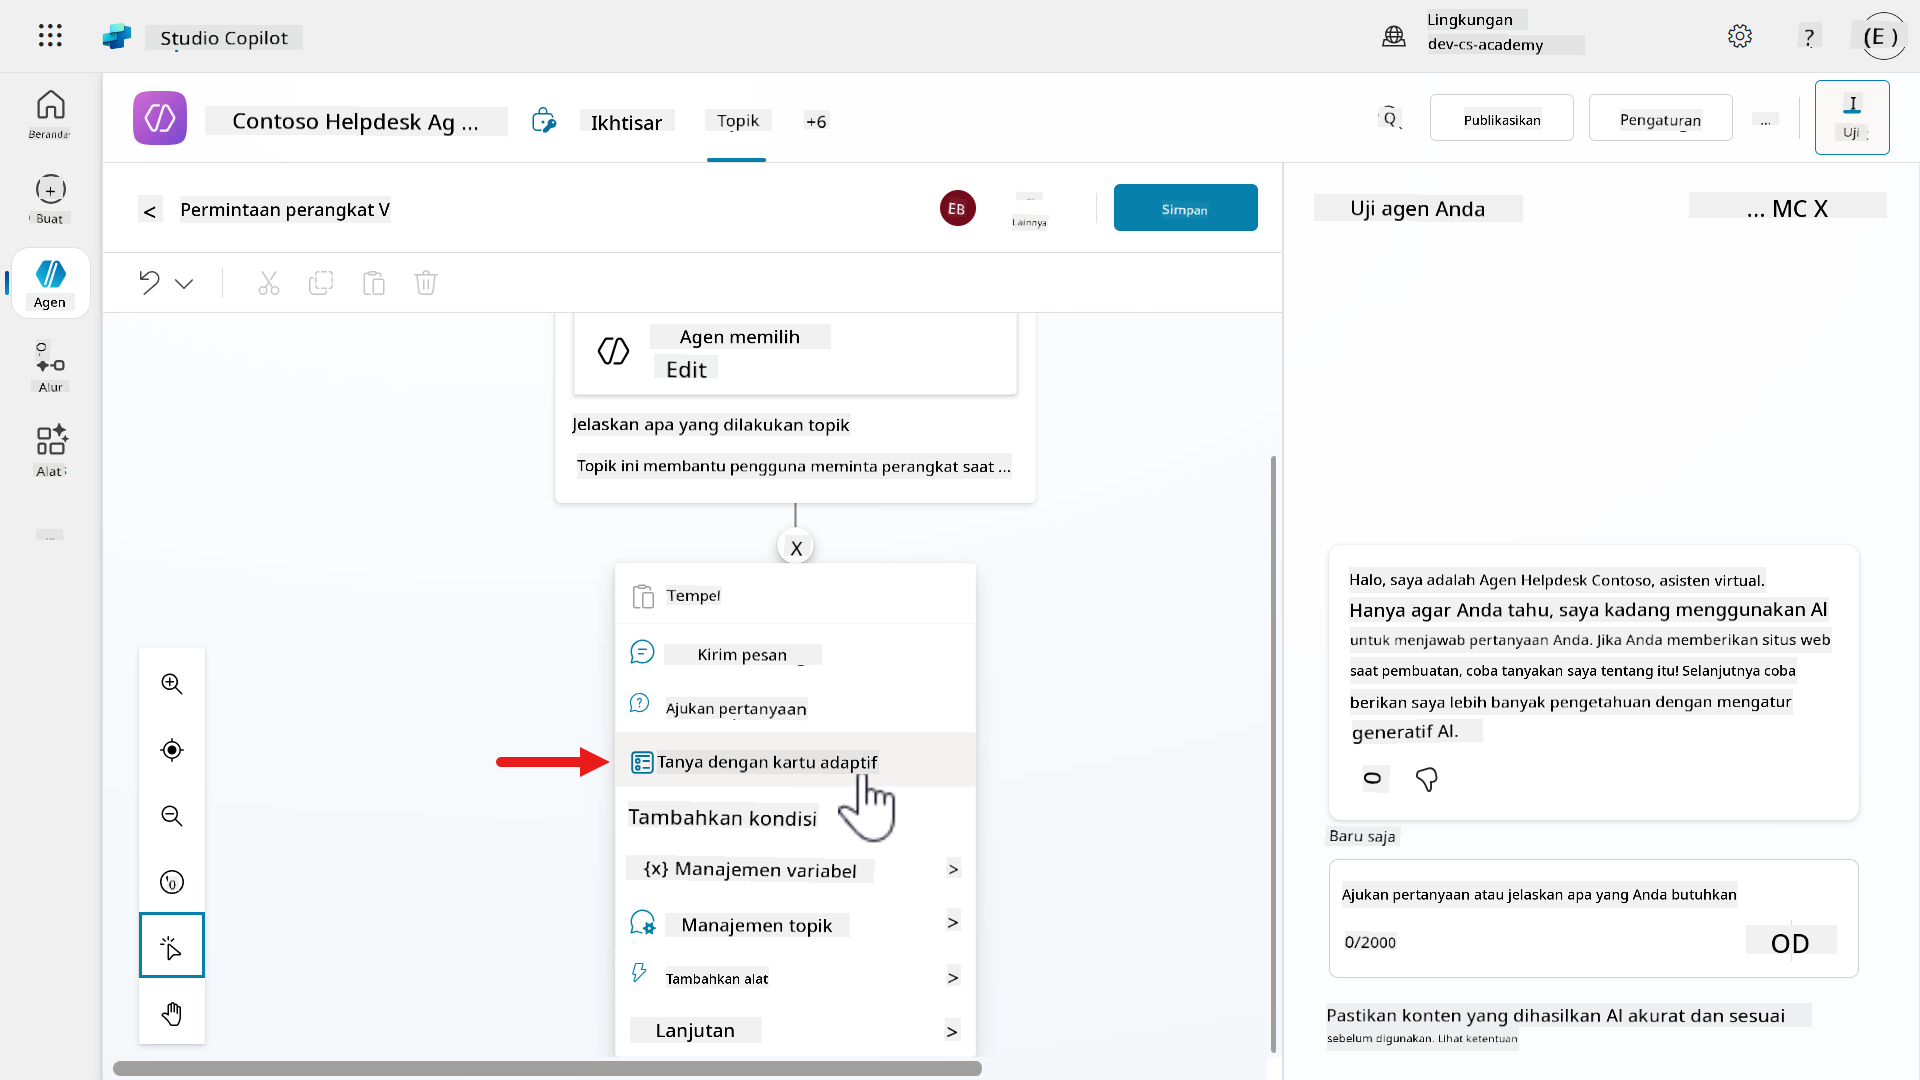 Studio Copilot
Lingkungan
dev-cs-academy
?
(E )
Beranda
Buat
Agen
Alur
Alat
...
Contoso Helpdesk Ag ...
Ikhtisar
Topik
+6
Publikasikan
Pengaturan
...
Uji
< Permintaan perangkat V
EB
Lainnya
Simpan
Agen memilih
Edit
Jelaskan apa yang dilakukan topik
Topik ini membantu pengguna meminta perangkat saat ...
X
Tempel
Kirim pesan
Ajukan pertanyaan
Tanya dengan kartu adaptif
Tambahkan kondisi
{x} Manajemen variabel >
Manajemen topik >
Tambahkan alat >
Lanjutan >
Uji agen Anda
... MC X
Halo, saya adalah Agen Helpdesk Contoso, asisten virtual.
Hanya agar Anda tahu, saya kadang menggunakan AI
untuk menjawab pertanyaan Anda. Jika Anda memberikan situs web
saat pembuatan, coba tanyakan saya tentang itu! Selanjutnya coba
berikan saya lebih banyak pengetahuan dengan mengatur
generatif AI.
Baru saja
Ajukan pertanyaan atau jelaskan apa yang Anda butuhkan
0/2000
OD
Pastikan konten yang dihasilkan AI akurat dan sesuai
sebelum digunakan. Lihat ketentuan